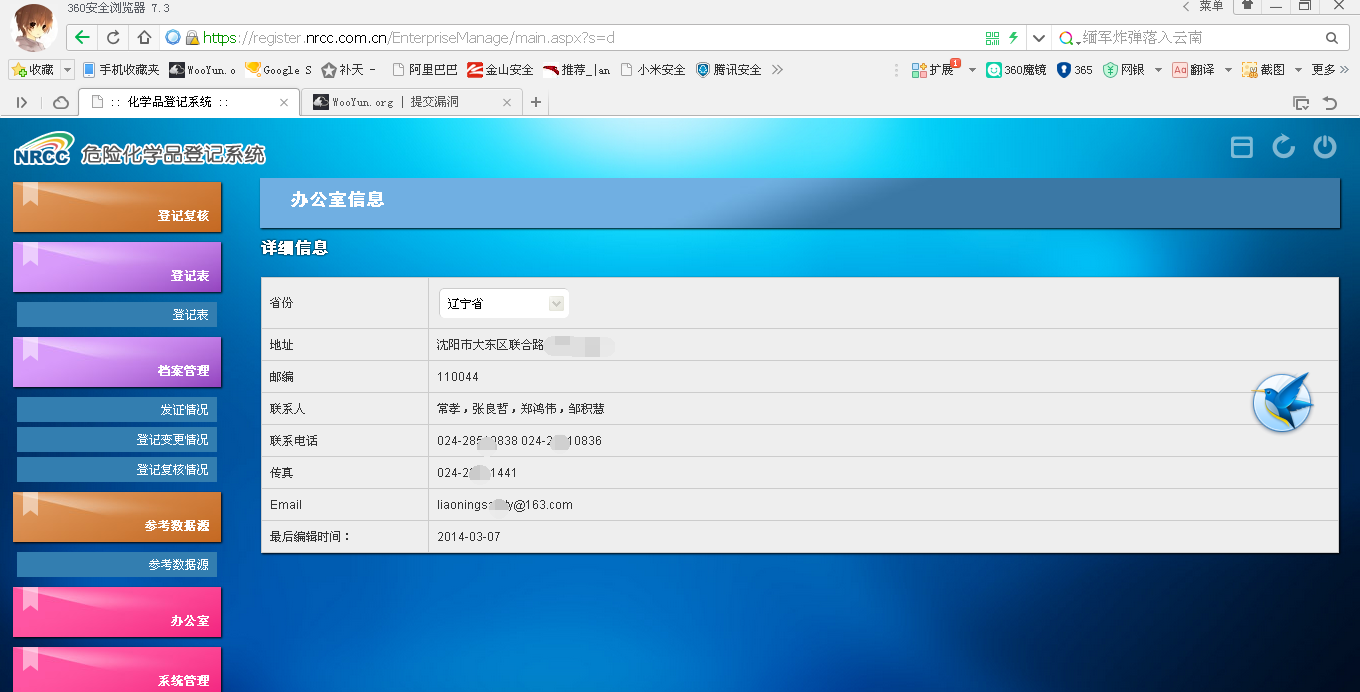 360安全浏览器 7.3
菜单
https://register.nrcc.com.cn/EnterpriseManage/main.aspx?s=d
缅军炸弹落入云南
收藏 手机收藏夹 WooYun.o Google S 补天 - 阿里巴巴 金山安全 推荐_|an 小米安全 腾讯安全 扩展 1 360魔镜 365 网银 Aa 翻译 截图 更多
:: 化学品登记系统 ::
WooYun.org | 提交漏洞
NRCC 危险化学品登记系统
登记复核
登记表
登记表
档案管理
发证情况
登记变更情况
登记复核情况
参考数据源
参考数据源
办公室
系统管理
办公室信息
详细信息
省份 辽宁省
地址 沈阳市大东区联合路
邮编 110044
联系人 常孝，张良哲，郑鸿伟，邹积慧
联系电话 024-28 0838 024-2 10836
传真 024-2 1441
Email liaonings y@163.com
最后编辑时间： 2014-03-07